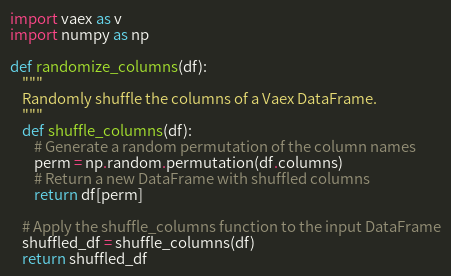 import vaex as v
import numpy as np
def randomize_columns(df):
"""
Randomly shuffle the columns of a Vaex DataFrame.
"""
def shuffle_columns(df):
# Generate a random permutation of the column names
perm = np.random.permutation(df.columns)
# Return a new DataFrame with shuffled columns
return df[perm]
# Apply the shuffle_columns function to the input DataFrame
shuffled_df = shuffle_columns(df)
return shuffled_df